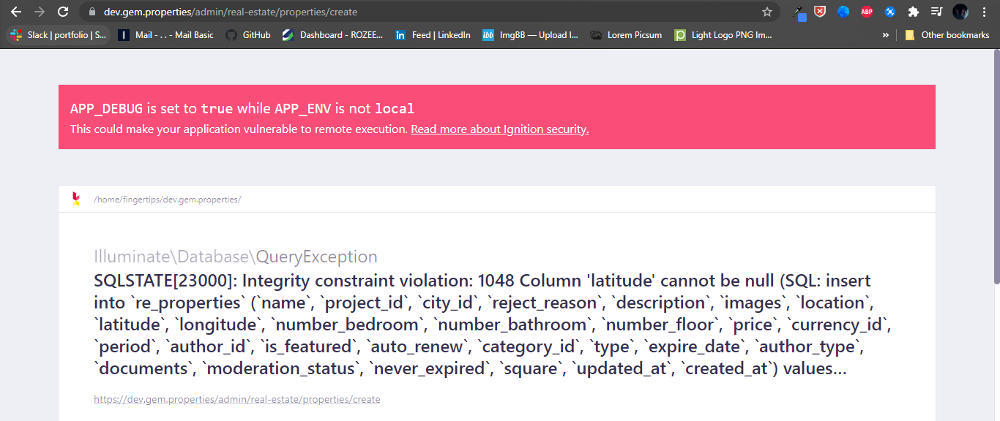 dev.gem.properties/admin/real-estate/properties/create
ABP
Slack | portfolio | S... Mail - . . - Mail Basic GitHub Dashboard - ROZEE... in Feed | LinkedIn ibb ImgBB — Upload I... Lorem Picsum Light Logo PNG Im... » Other bookmarks
APP_DEBUG is set to true while APP_ENV is not local
This could make your application vulnerable to remote execution. Read more about Ignition security.
/home/fingertips/dev.gem.properties/
Illuminate\Database\QueryException
SQLSTATE[23000]: Integrity constraint violation: 1048 Column 'latitude' cannot be null (SQL: insert
into `re_properties` (`name`, `project_id`, `city_id`, `reject_reason`, `description`, `images`, `location`,
`latitude`, `longitude`, `number_bedroom`, `number_bathroom`, `number_floor`, `price`, `currency_id`,
`period`, `author_id`, `is_featured`, `auto_renew`, `category_id`, `type`, `expire_date`, `author_type`,
`documents`, `moderation_status`, `never_expired`, `square`, `updated_at`, `created_at`) values...
https://dev.gem.properties/admin/real-estate/properties/create